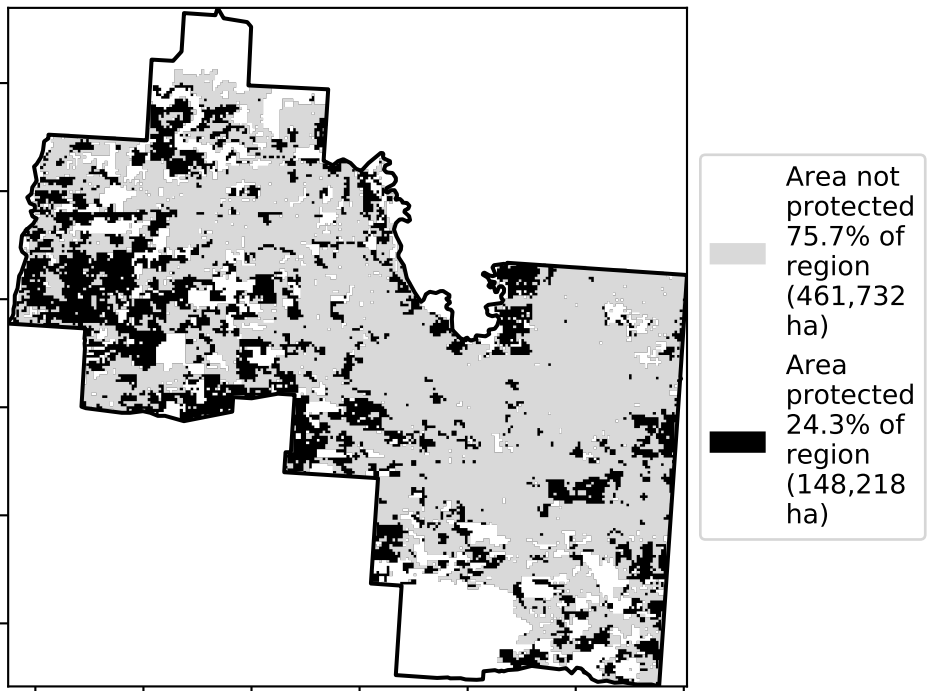 Area not
protected
75.7% of
region
(461,732
ha)
Area
protected
24.3% of
region
(148,218
ha)